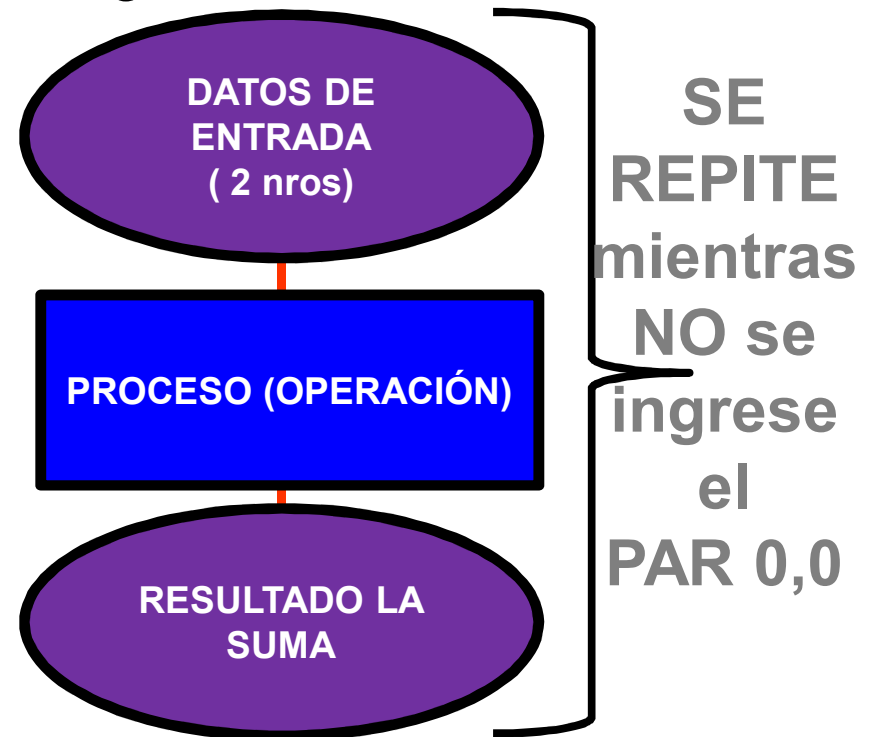 DATOS DE
ENTRADA
( 2 nros)
PROCESO (OPERACIÓN)
RESULTADO LA
SUMA
SE
REPITE
mientras
NO se
ingrese
el
PAR 0,0